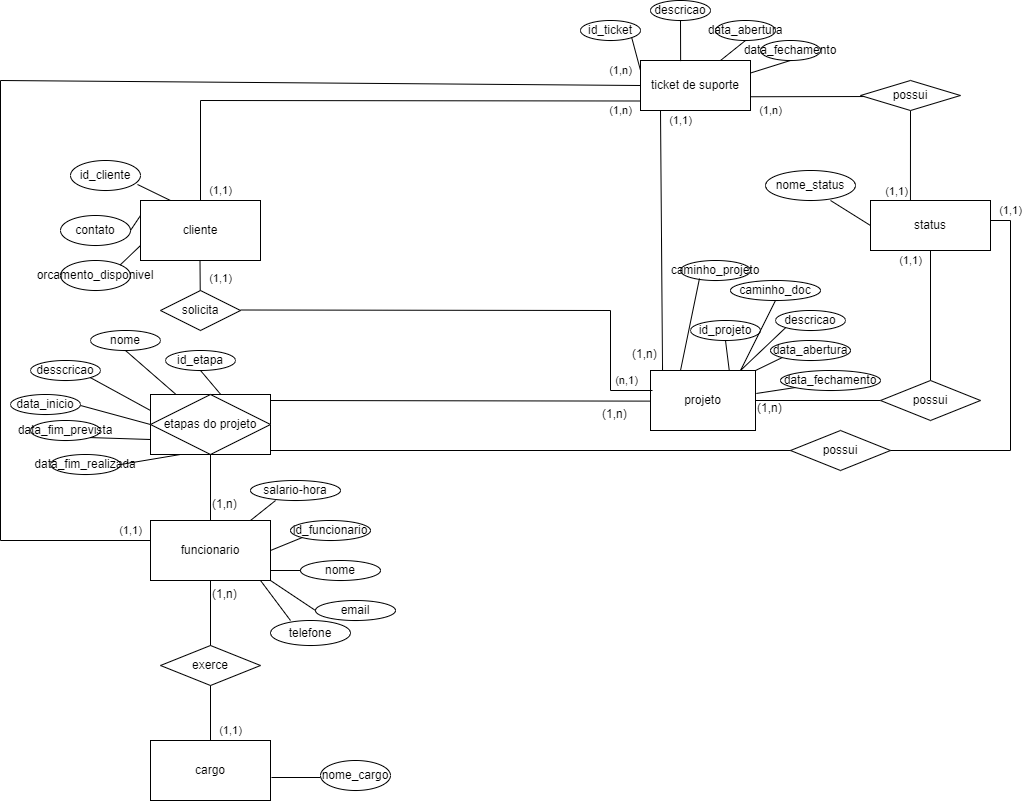 descricao
id_ticket
data_abertura
data_fechamento
(1,n)
ticket de suporte
possui
(1,n)
(1,n)
(1,1)
id_cliente
(1,1)
nome_status
(1,1)
(1,1)
contato
cliente
status
orcamento_disponivel
(1,1)
(1,1)
caminho_projeto
caminho_doc
solicita
descricao
id_projeto
nome
id_etapa
(1,n)
data_abertura
desscricao
(n,1)
data_fechamento
data_inicio
(1,n)
projeto
(1,n)
possui
etapas do projeto
data_fim_prevista
possui
data_fim_realizada
salario-hora
(1,n)
(1,1)
id_funcionario
funcionario
nome
(1,n)
email
telefone
exerce
(1,1)
cargo
nome_cargo